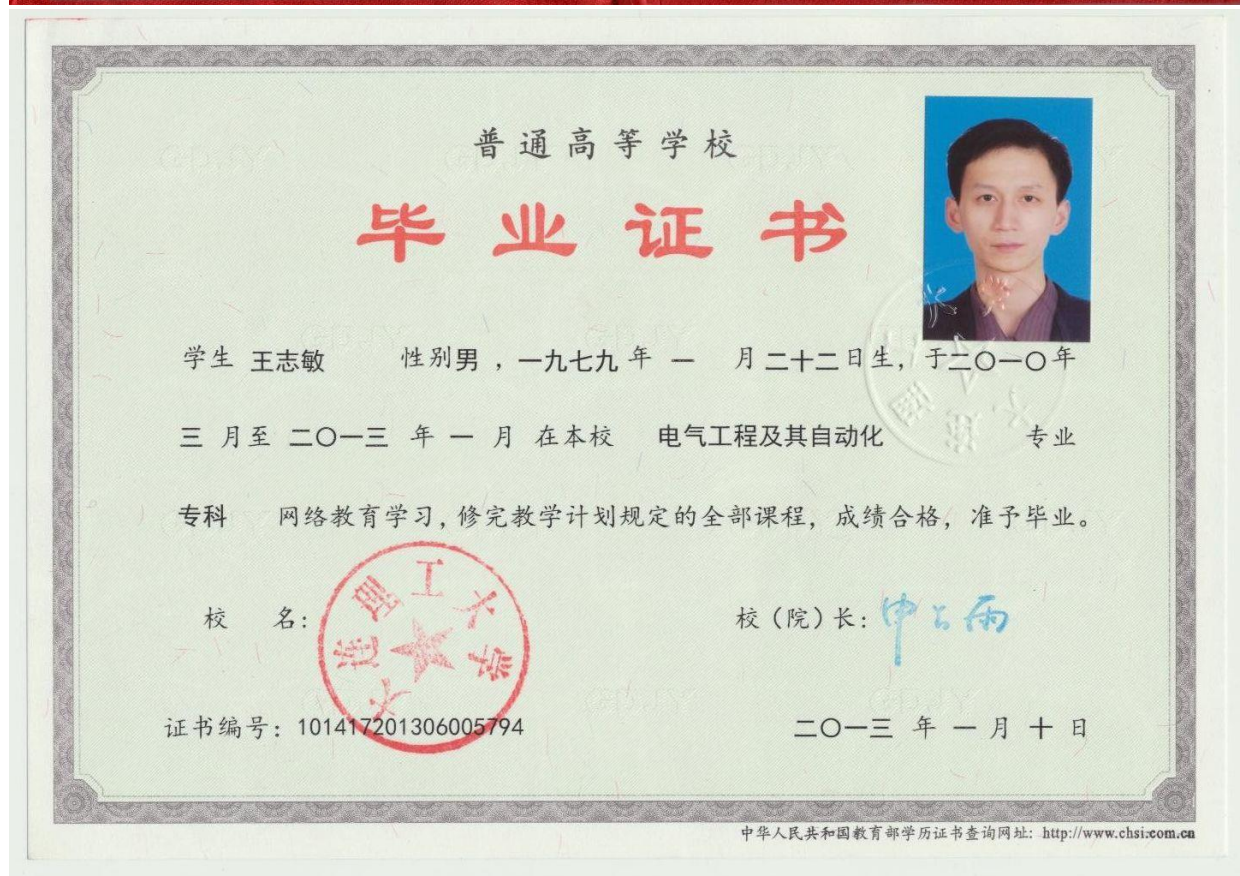 普通高等学校
毕业证书
学生 王志敏 性别男，一九七九年 一 月二十二日生，于二〇一〇年
三 月至 二〇一三 年 一 月 在本校 电气工程及其自动化 专业
专科 网络教育学习，修完教学计划规定的全部课程，成绩合格，准予毕业。
校 名：
大连理工大学
校（院）长：
证书编号：101417201306005794
二〇一三 年 一 月 十 日
中华人民共和国教育部学历证书查询网址：http://www.chsi.com.cn